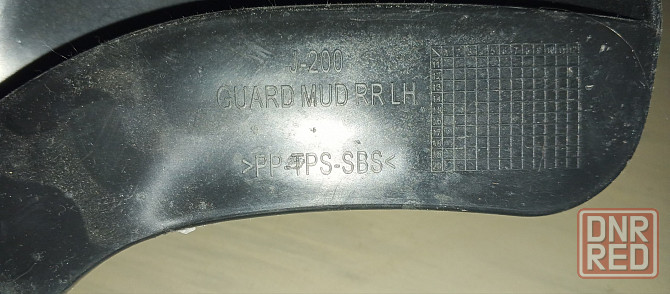 J-200
GUARD MUD RR LH
>PP-TPS-SBS<
DNR
RED